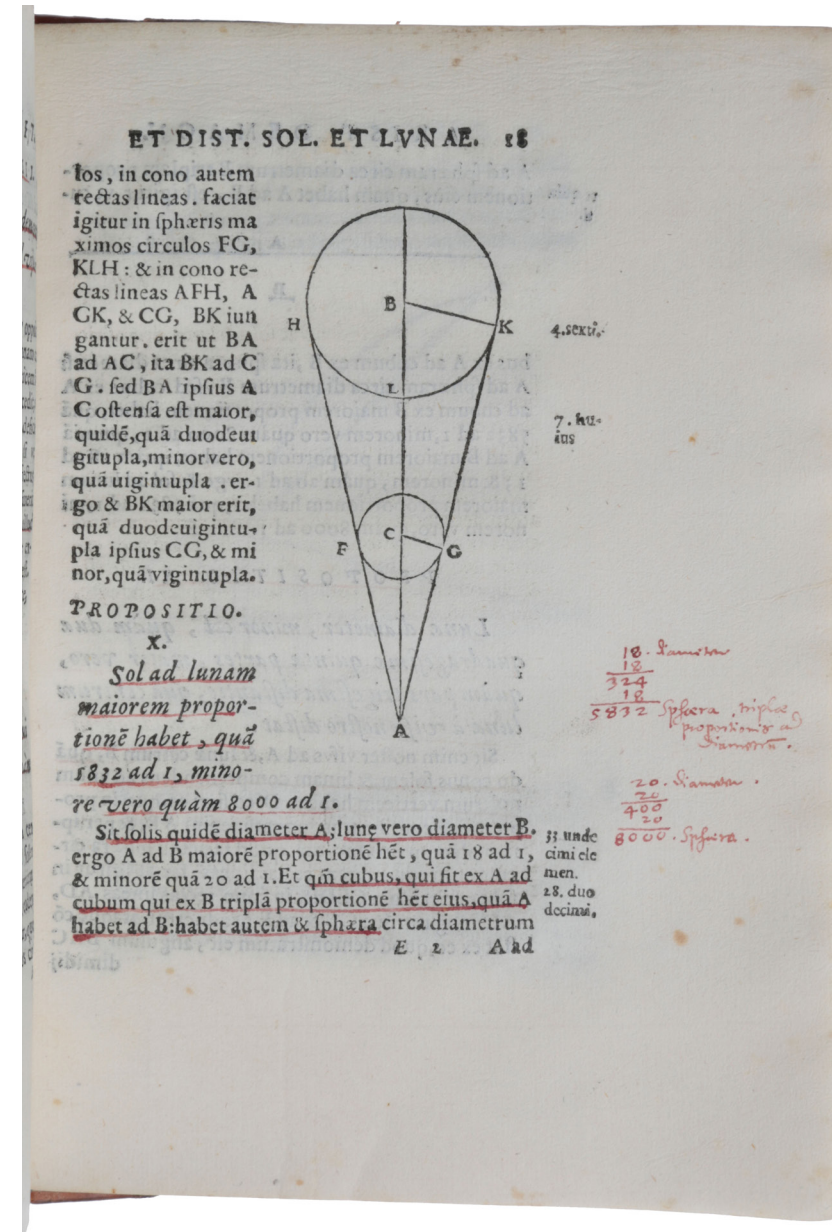 ET DIST. SOL. ET LVNAE. 18
los, in cono autem
rectas lineas. faciat
igitur in sphæris ma
ximos circulos FG,
KLH: & in cono re-
ctas lineas AFH, A
GK, & CG, BK iun
gantur. erit ut BA
ad AC, ita BK ad C
G. sed BA ipsius A
C ostensa est maior,
quidē, quā duodeui
gitupla, minor vero,
quā uigintupla. er-
go & BK maior erit,
quā duodeuigintu-
pla ipsius CG, & mi
nor, quā vigintupla.
B
H
K
L
C
F
G
A
4. sexti.
7. hu-
ius
PROPOSITIO.
X.
Sol ad lunam
maiorem propor-
tionē habet, quā
5832 ad 1, mino-
re vero quàm 8000 ad 1.
Sit solis quidē diameter A; lunę vero diameter B.
ergo A ad B maiorē proportionē hēt, quā 18 ad 1,
& minorē quā 20 ad 1. Et qm̄ cubus, qui fit ex A ad
cubum qui ex B triplā proportionē hēt eius, quā A
habet ad B: habet autem & sphæra circa diametrum
E 2 A ad
33 unde
cimi ele
men.
18. duo
decimi.
18. diameter
18
324
18
5832 Sphæra, triplæ
proportionis ad
diametrū.
20. diameter.
20
400
20
8000. Sphæra.